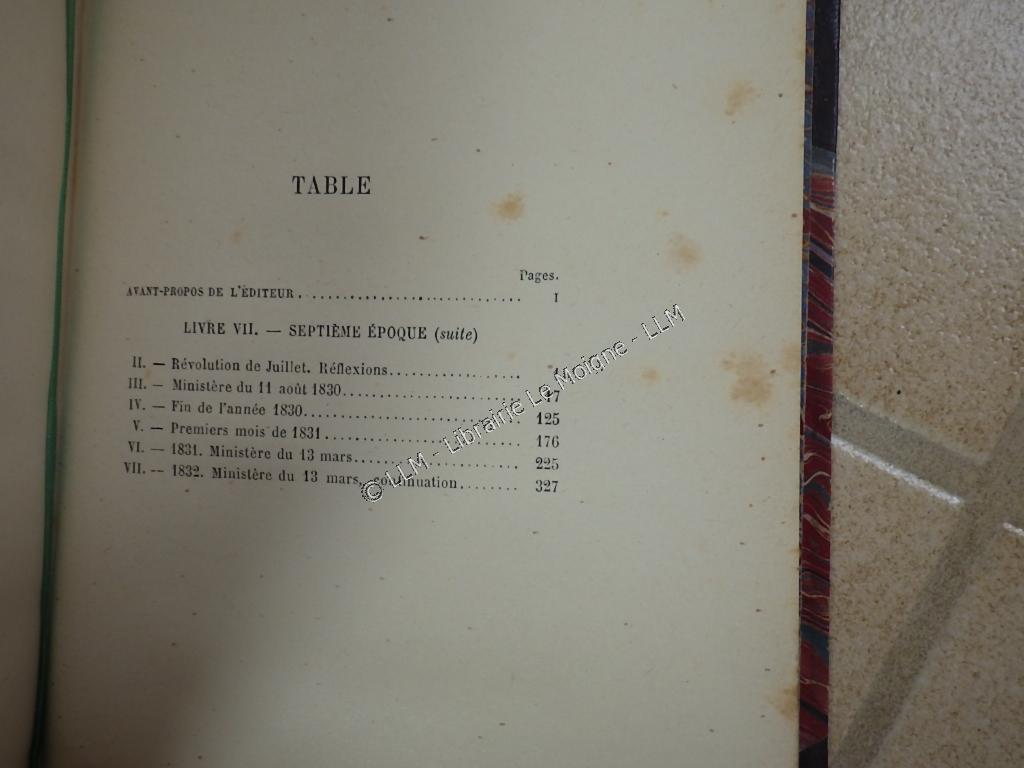 TABLE
Pages.
AVANT-PROPOS DE L'ÉDITEUR . . . . . . . . . . . . . . . . . . . . . . . . . . . . I
LIVRE VII. — SEPTIÈME ÉPOQUE (suite)
II. — Révolution de Juillet. Réflexions. . . . . . . . . . . . . . . .
III. — Ministère du 11 août 1830. . . . . . . . . . . . . . . . . . . . .
IV. — Fin de l'année 1830. . . . . . . . . . . . . . . . . . . . . . . . . 125
V. — Premiers mois de 1831 . . . . . . . . . . . . . . . . . . . . . . . 176
VI. — 1831. Ministère du 13 mars. . . . . . . . . . . . . . . . . . . . 225
VII. — 1832. Ministère du 13 mars, continuation. . . . . . . . 327
© LLM - Librairie Le Moigne - LLM